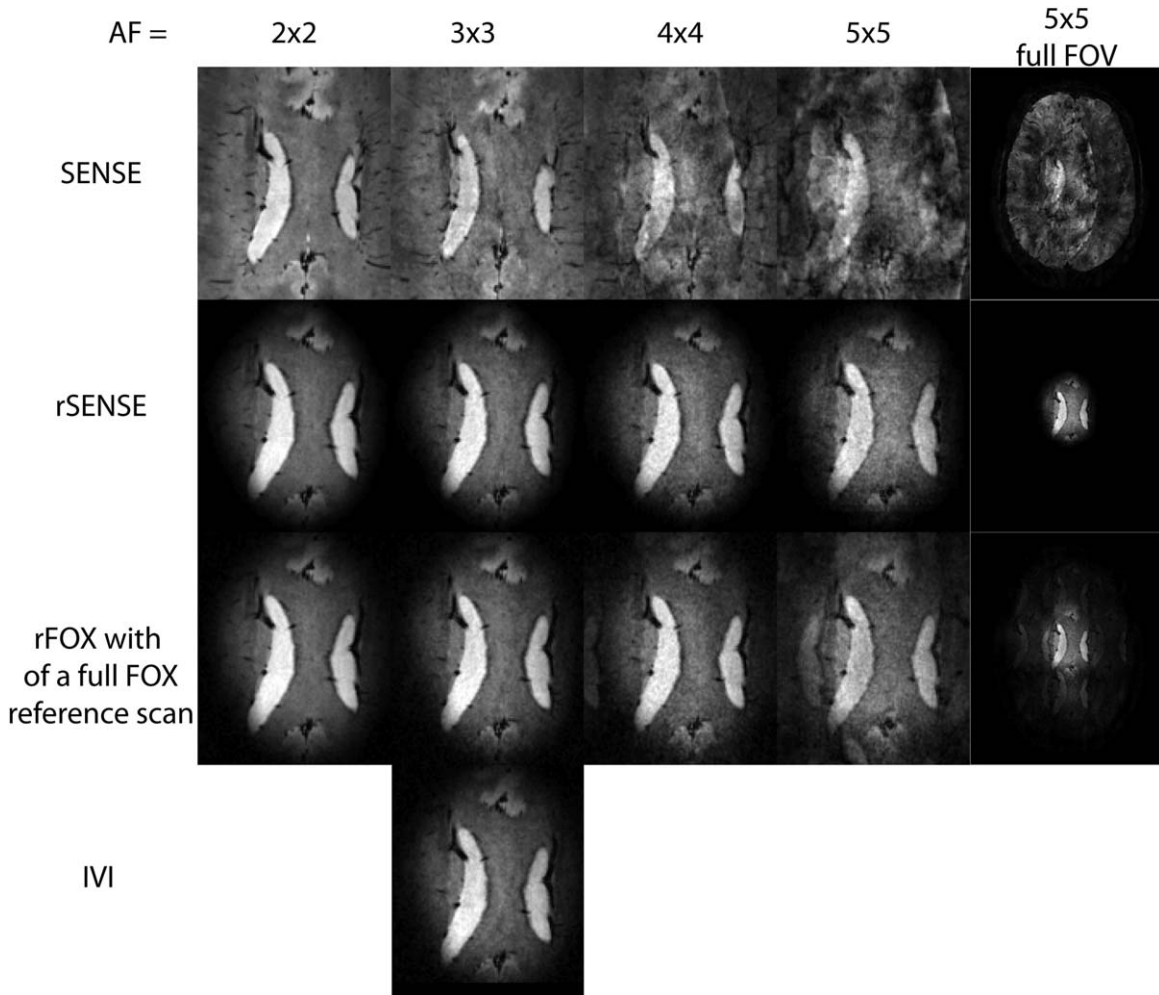 AF =
2x2
3x3
4x4
5x5
5x5
full FOV
SENSE
rSENSE
rFOX with
of a full FOX
reference scan
IVI